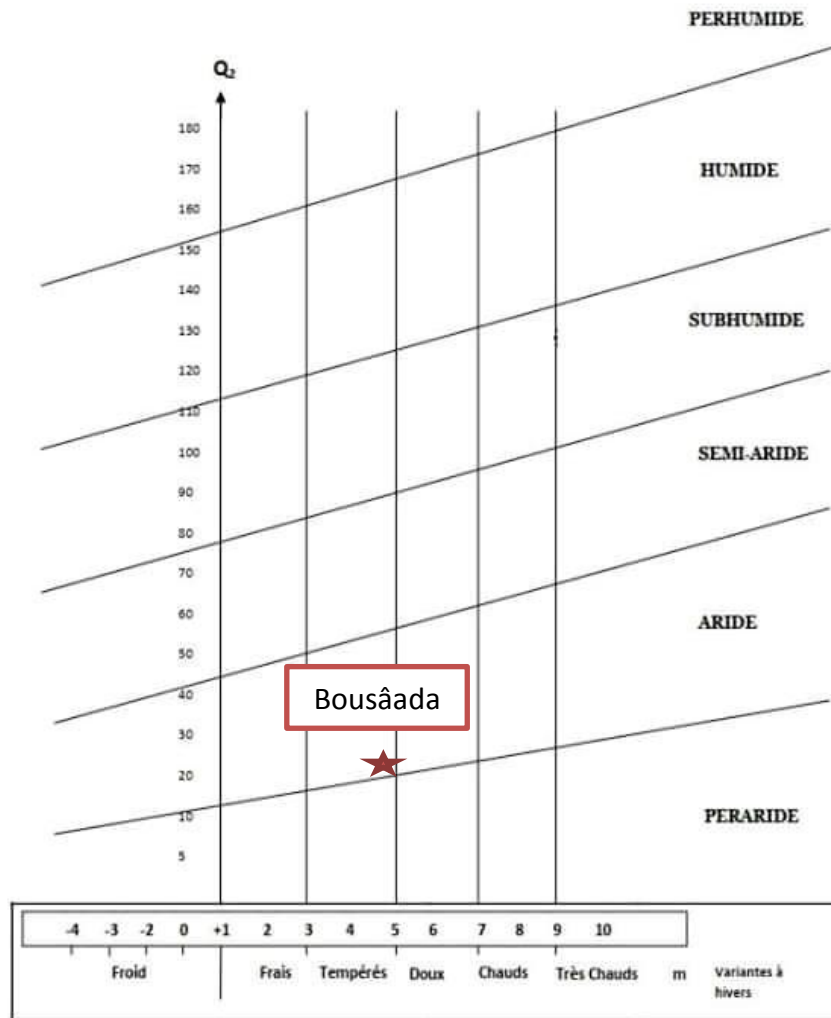 PERHUMIDE
Q₂
180
170
HUMIDE
160
150
140
SUBHUMIDE
130
120
110
100
SEMI-ARIDE
90
80
70
60
ARIDE
50
40
Bousâada
30
20
10
PERARIDE
5
-4 -3 -2 0 +1 2 3 4 5 6 7 8 9 10
Froid Frais Tempérés Doux Chauds Très Chauds m Variantes à
hivers